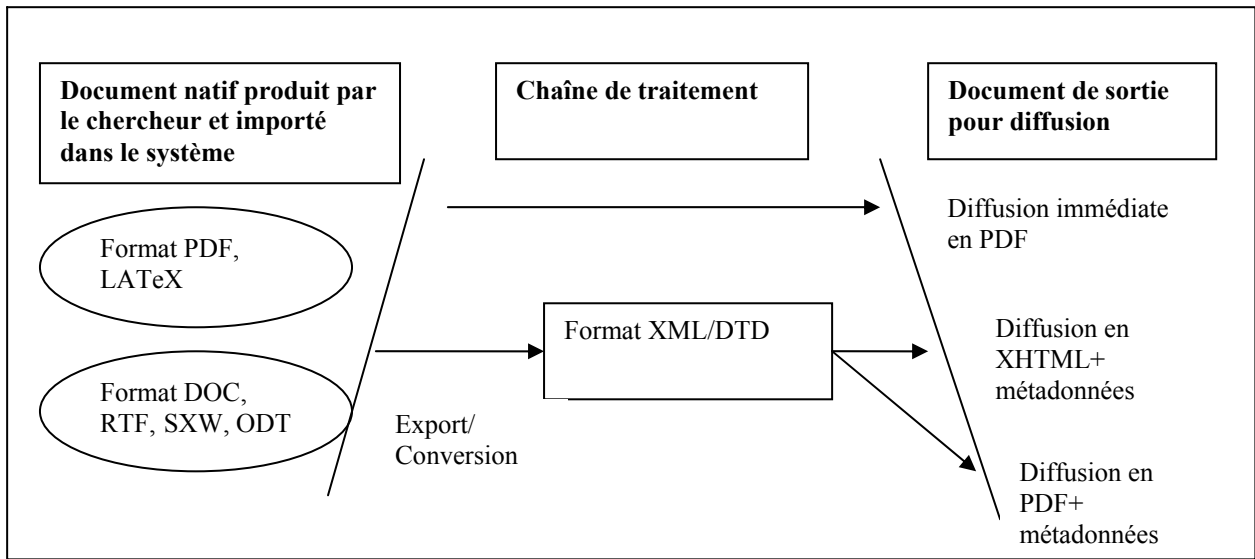 Document natif produit par
le chercheur et importé
dans le système
Chaîne de traitement
Document de sortie
pour diffusion
Format PDF,
LATeX
Diffusion immédiate
en PDF
Format XML/DTD
Diffusion en
XHTML+
métadonnées
Format DOC,
RTF, SXW, ODT
Export/
Conversion
Diffusion en
PDF+
métadonnées